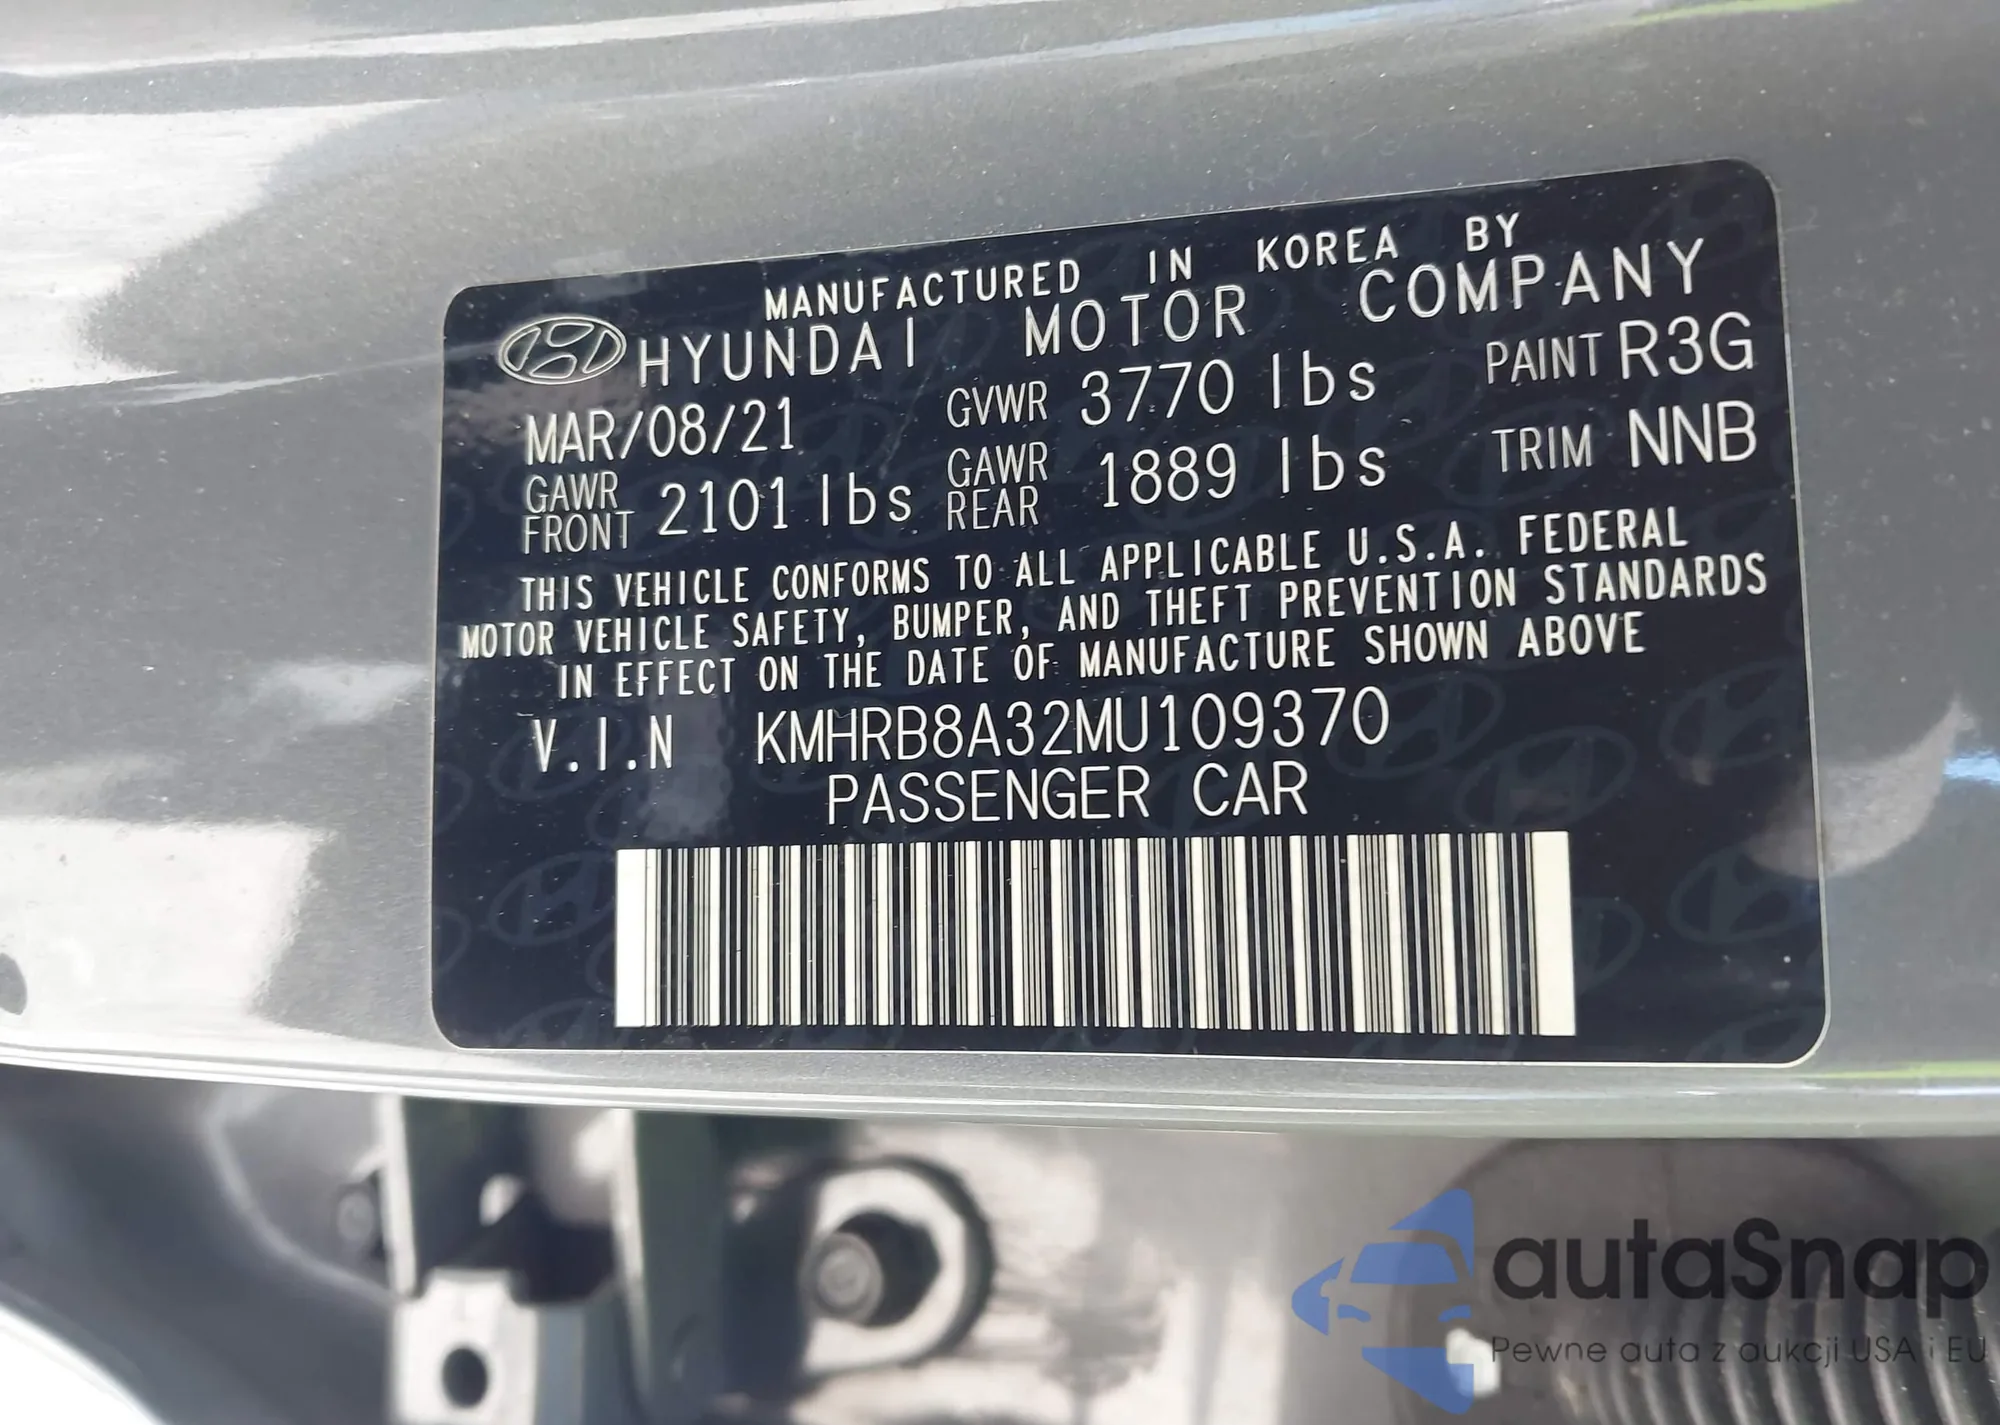 MANUFACTURED IN KOREA BY
HYUNDAI MOTOR COMPANY
MAR/08/21 GVWR 3770 lbs PAINT R3G
GAWR FRONT 2101 lbs GAWR REAR 1889 lbs TRIM NNB
THIS VEHICLE CONFORMS TO ALL APPLICABLE U.S.A. FEDERAL
MOTOR VEHICLE SAFETY, BUMPER, AND THEFT PREVENTION STANDARDS
IN EFFECT ON THE DATE OF MANUFACTURE SHOWN ABOVE
V.I.N KMHRB8A32MU109370
PASSENGER CAR
autaSnap
Pewne auta z aukcji USA i EU